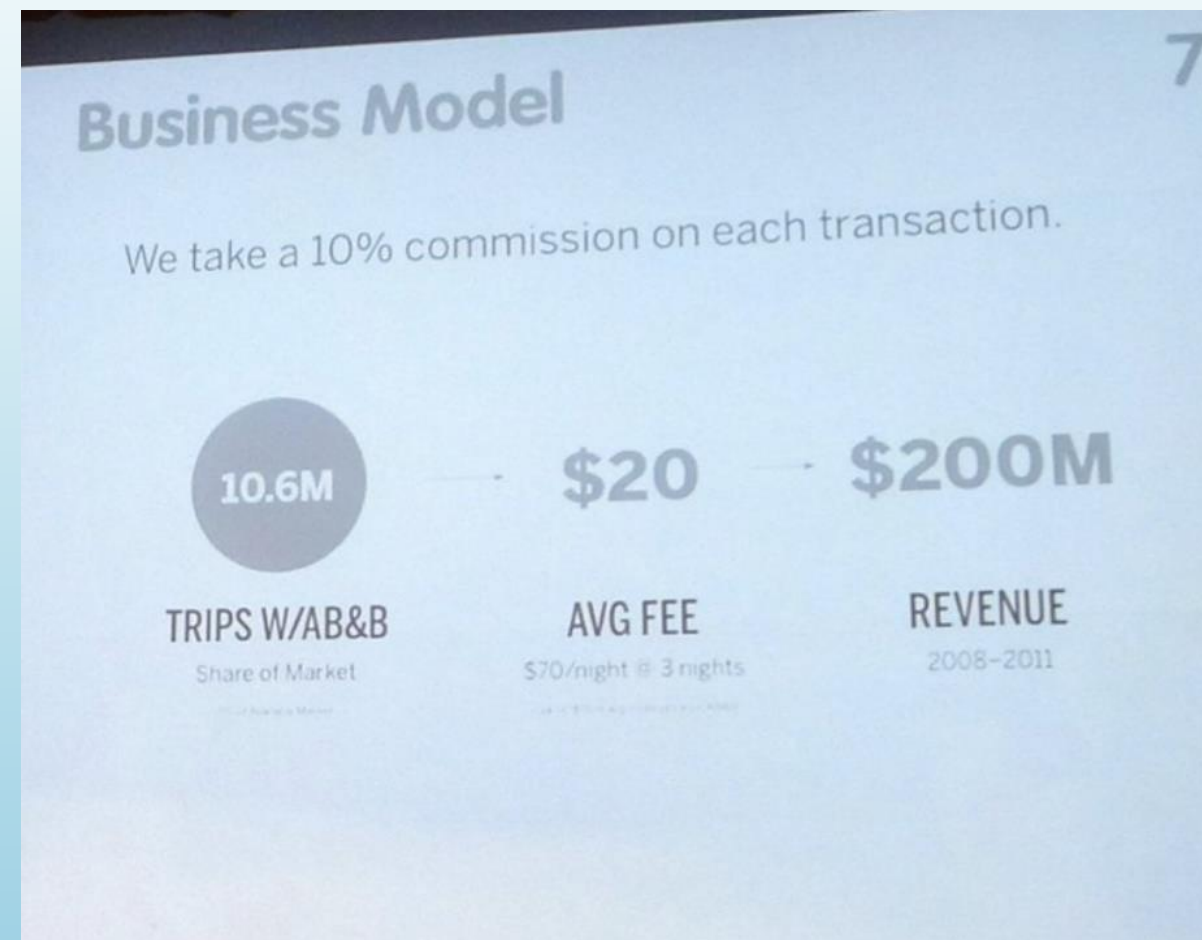 7
Business Model
We take a 10% commission on each transaction.
10.6M
$20
$200M
TRIPS W/AB&B
AVG FEE
REVENUE
Share of Market
$70/night @ 3 nights
2008-2011